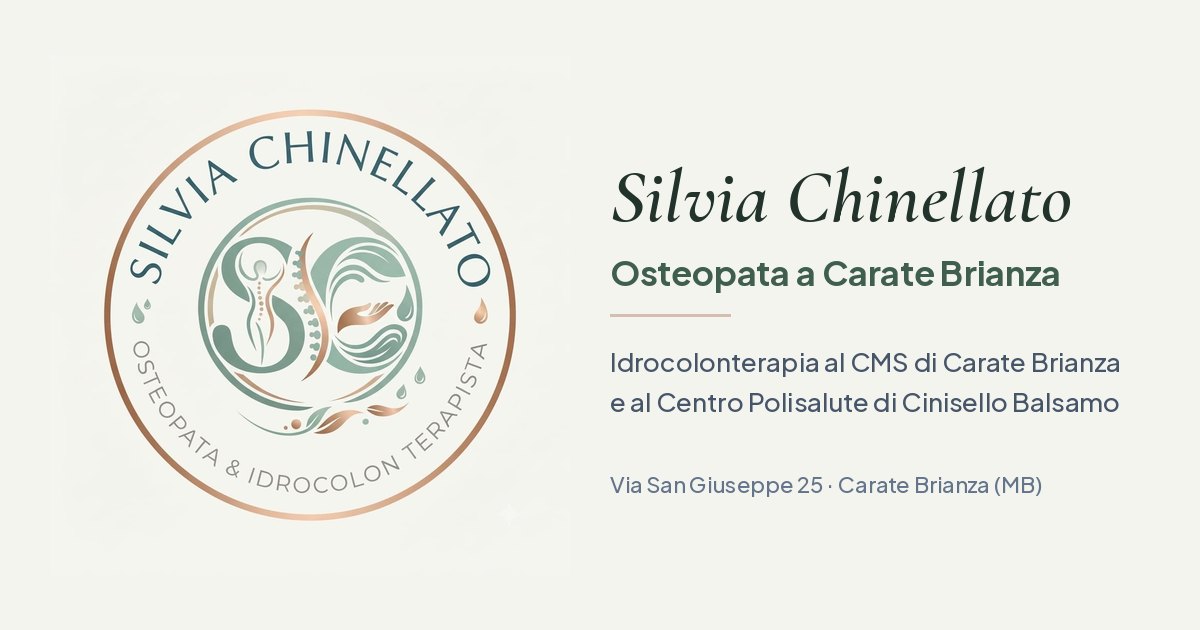 SILVIA CHINELLATO
SC
OSTEOPATA & IDROCOLON TERAPISTA
Silvia Chinellato
Osteopata a Carate Brianza
Idrocolonterapia al CMS di Carate Brianza
e al Centro Polisalute di Cinisello Balsamo
Via San Giuseppe 25 · Carate Brianza (MB)